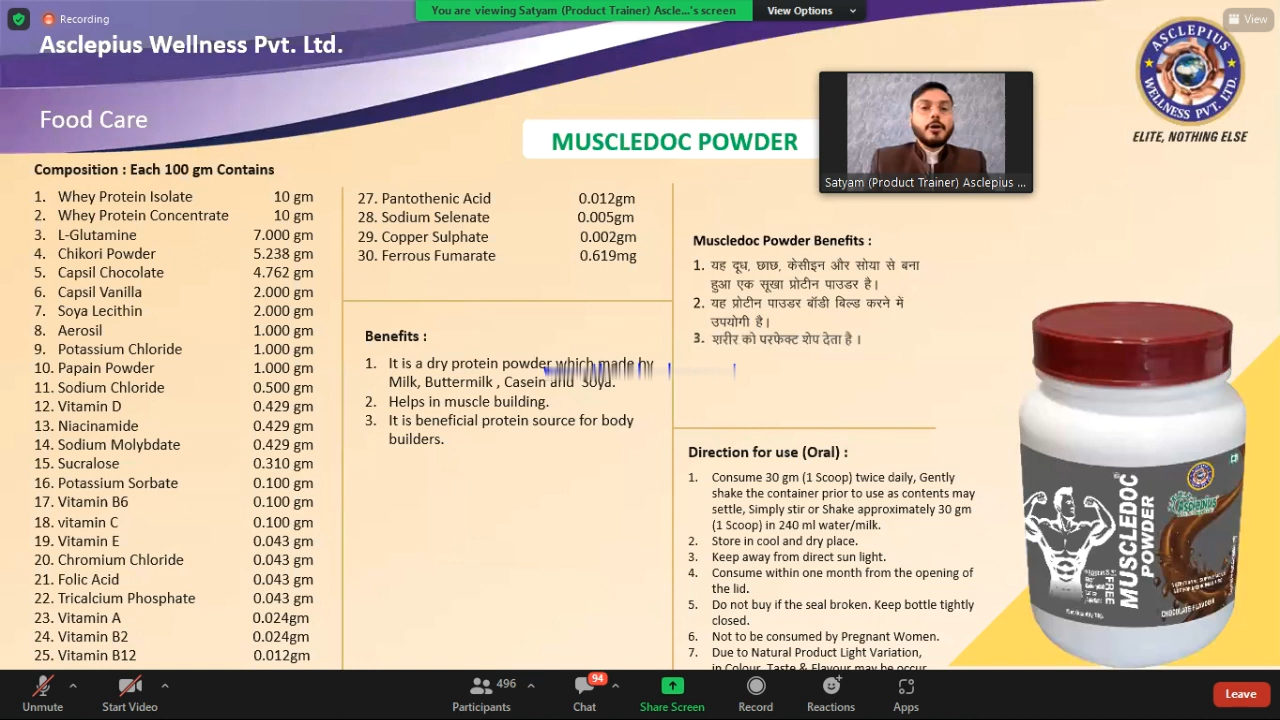 Recording
You are viewing Satyam (Product Trainer) Ascle...'s screen
View Options
View
Asclepius Wellness Pvt. Ltd.
ASCLEPIUS
WELLNESS PVT. LTD.
ELITE, NOTHING ELSE
Food Care
MUSCLEDOC POWDER
Satyam (Product Trainer) Asclepius ...
Composition : Each 100 gm Contains
1. Whey Protein Isolate 10 gm
2. Whey Protein Concentrate 10 gm
3. L-Glutamine 7.000 gm
4. Chikori Powder 5.238 gm
5. Capsil Chocolate 4.762 gm
6. Capsil Vanilla 2.000 gm
7. Soya Lecithin 2.000 gm
8. Aerosil 1.000 gm
9. Potassium Chloride 1.000 gm
10. Papain Powder 1.000 gm
11. Sodium Chloride 0.500 gm
12. Vitamin D 0.429 gm
13. Niacinamide 0.429 gm
14. Sodium Molybdate 0.429 gm
15. Sucralose 0.310 gm
16. Potassium Sorbate 0.100 gm
17. Vitamin B6 0.100 gm
18. vitamin C 0.100 gm
19. Vitamin E 0.043 gm
20. Chromium Chloride 0.043 gm
21. Folic Acid 0.043 gm
22. Tricalcium Phosphate 0.043 gm
23. Vitamin A 0.024gm
24. Vitamin B2 0.024gm
25. Vitamin B12 0.012gm
27. Pantothenic Acid 0.012gm
28. Sodium Selenate 0.005gm
29. Copper Sulphate 0.002gm
30. Ferrous Fumarate 0.619mg
Benefits :
1. It is a dry protein powder which made by
Milk, Buttermilk , Casein and Soya.
2. Helps in muscle building.
3. It is beneficial protein source for body
builders.
Muscledoc Powder Benefits :
1. यह दूध, छाछ, केसीइन और सोया से बना
हुआ एक सूखा प्रोटीन पाउडर है।
2. यह प्रोटीन पाउडर बॉडी बिल्ड करने में
उपयोगी है।
3. शरीर को परफेक्ट शेप देता है ।
Direction for use (Oral) :
1. Consume 30 gm (1 Scoop) twice daily, Gently
shake the container prior to use as contents may
settle, Simply stir or Shake approximately 30 gm
(1 Scoop) in 240 ml water/milk.
2. Store in cool and dry place.
3. Keep away from direct sun light.
4. Consume within one month from the opening of
the lid.
5. Do not buy if the seal broken. Keep bottle tightly
closed.
6. Not to be consumed by Pregnant Women.
7. Due to Natural Product Light Variation,
in Colour, Taste & Flavour may be occur
MUSCLEDOC
POWDER
FREE
CHOCOLATE FLAVOUR
496
94
Unmute
Start Video
Participants
Chat
Share Screen
Record
Reactions
Apps
Leave